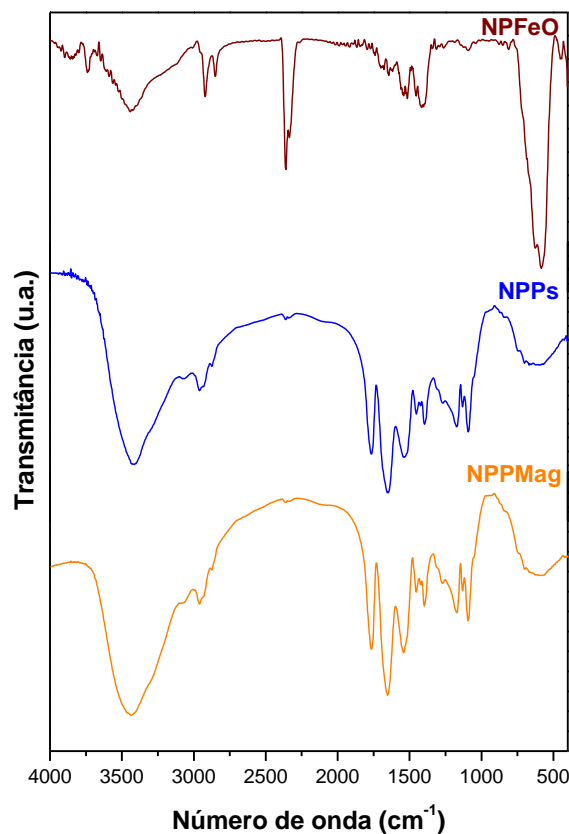 NPFeO
NPPs
NPPMag
Transmitância (u.a.)
4000 3500 3000 2500 2000 1500 1000 500
Número de onda (cm⁻¹)